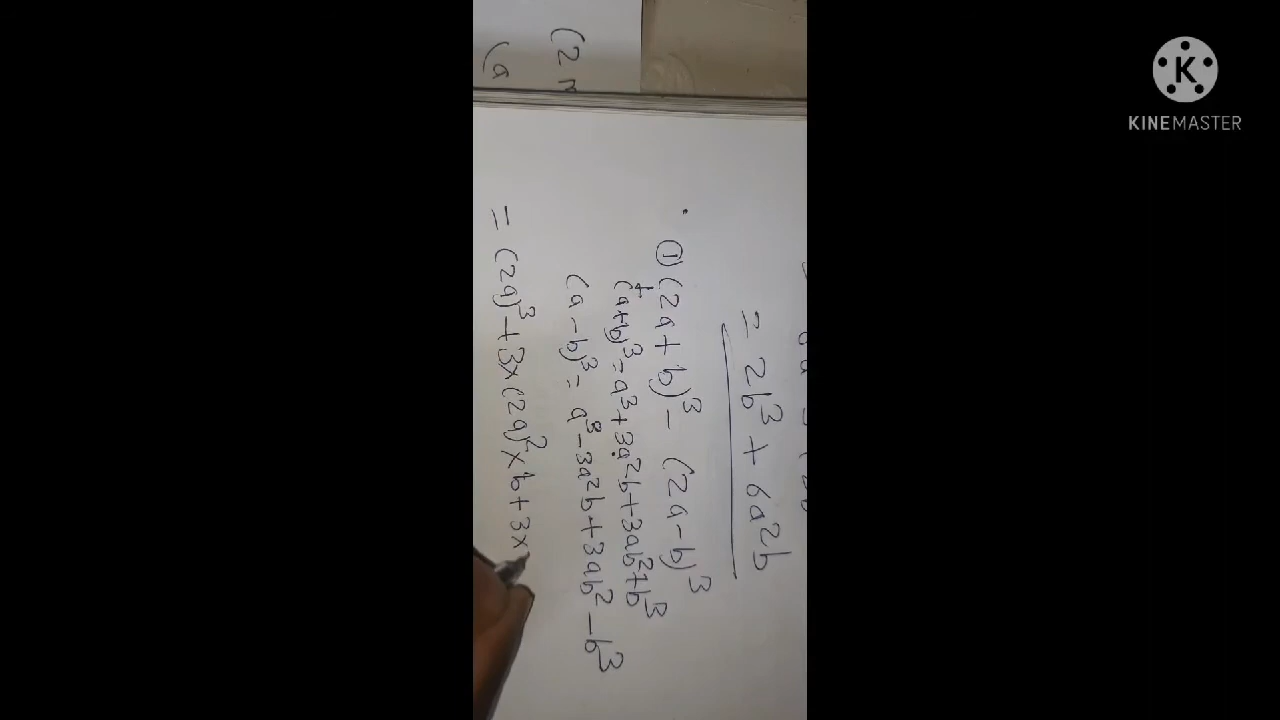 (2
(a
= 2b³ + 6a²b
① (2a + b)³ - (2a - b)³
(a+b)³ = a³ + 3a²b + 3ab² + b³
(a - b)³ = a³ - 3a²b + 3ab² - b³
= (2a)³ + 3×(2a)² × b + 3×
KINEMASTER